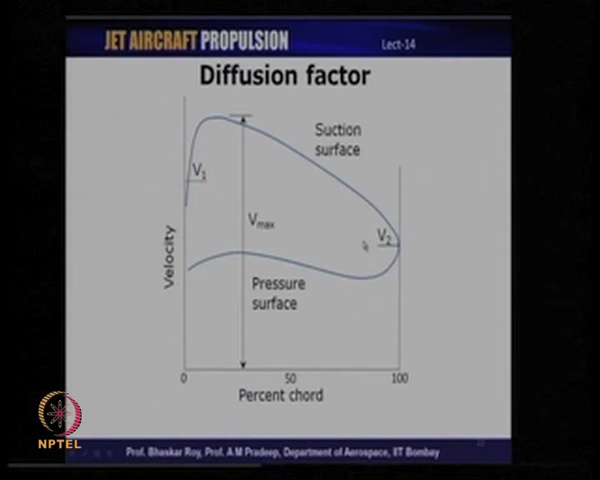 JET AIRCRAFT PROPULSION
Lect-14
Diffusion factor
Suction
surface
V1
Vmax
V2
Velocity
Pressure
surface
0
50
100
Percent chord
NPTEL
Prof. Bhaskar Roy, Prof. A M Pradeep, Department of Aerospace, IIT Bombay